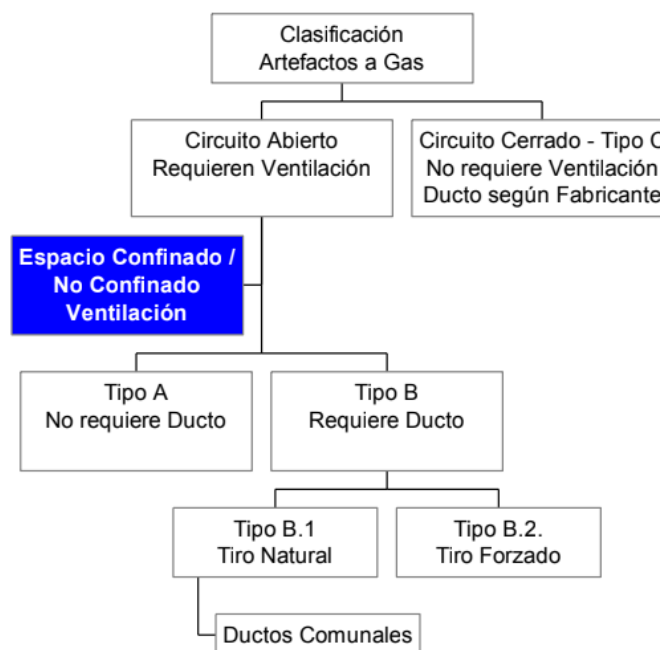 Clasificación
Artefactos a Gas
Circuito Abierto
Requieren Ventilación
Circuito Cerrado - Tipo C
No requiere Ventilación
Ducto según Fabricante
Espacio Confinado /
No Confinado
Ventilación
Tipo A
No requiere Ducto
Tipo B
Requiere Ducto
Tipo B.1
Tiro Natural
Tipo B.2.
Tiro Forzado
Ductos Comunales